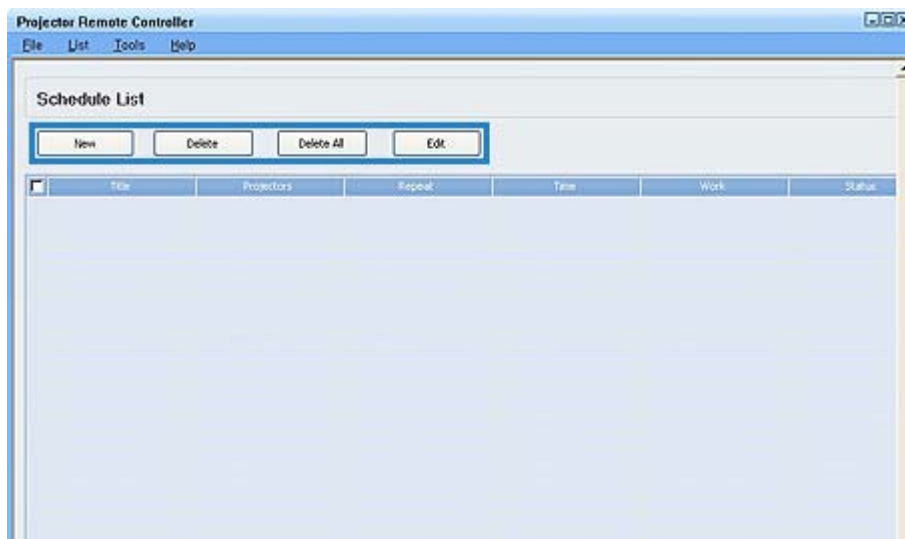 Projector Remote Controller
File List Tools Help
Schedule List
New Delete Delete All Edit
Title Projectors Repeat Time Work Status